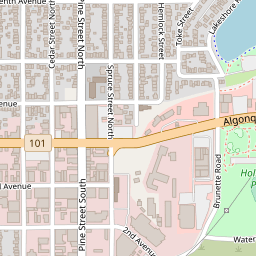 enth Avenue
Cedar Street North
Pine Street North
Hemlock Street
Toke Street
Lakeshore R
Spruce Street North
Avenue
Algonq
101
Brunette Road
Hol
P
d Avenue
Pine Street South
2nd Avenue
Water